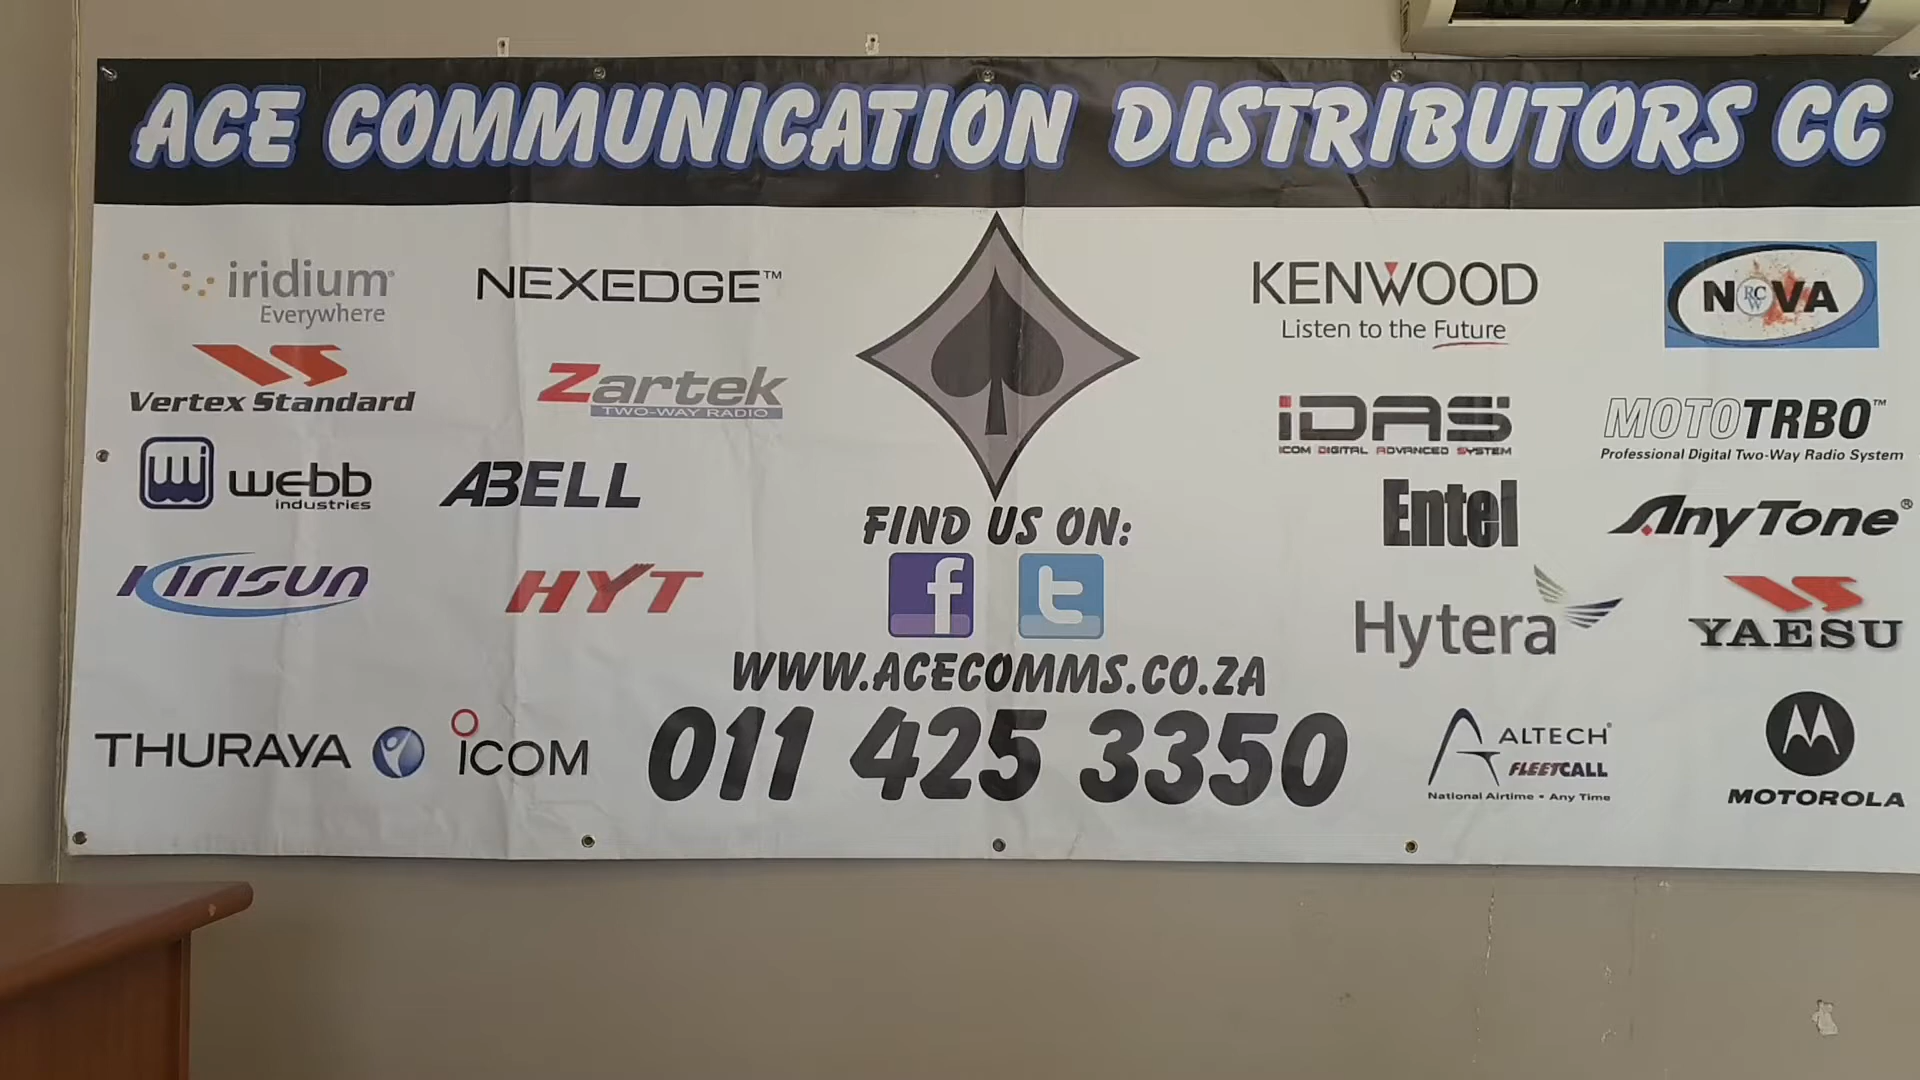 ACE COMMUNICATION DISTRIBUTORS CC
iridium®
Everywhere
NEXEDGE™
Vertex Standard
Zartek
TWO-WAY RADIO
webb
industries
ABELL
KIRISUN
HYT
THURAYA
ICOM
FIND US ON:
f
t
WWW.ACECOMMS.CO.ZA
011 425 3350
KENWOOD
Listen to the Future
NOVA
RCW
iDAS
ICOM DIGITAL ADVANCED SYSTEM
MOTOTRBO™
Professional Digital Two-Way Radio System
Entel
AnyTone®
Hytera
YAESU
ALTECH®
FLEETCALL
National Airtime • Any Time
MOTOROLA